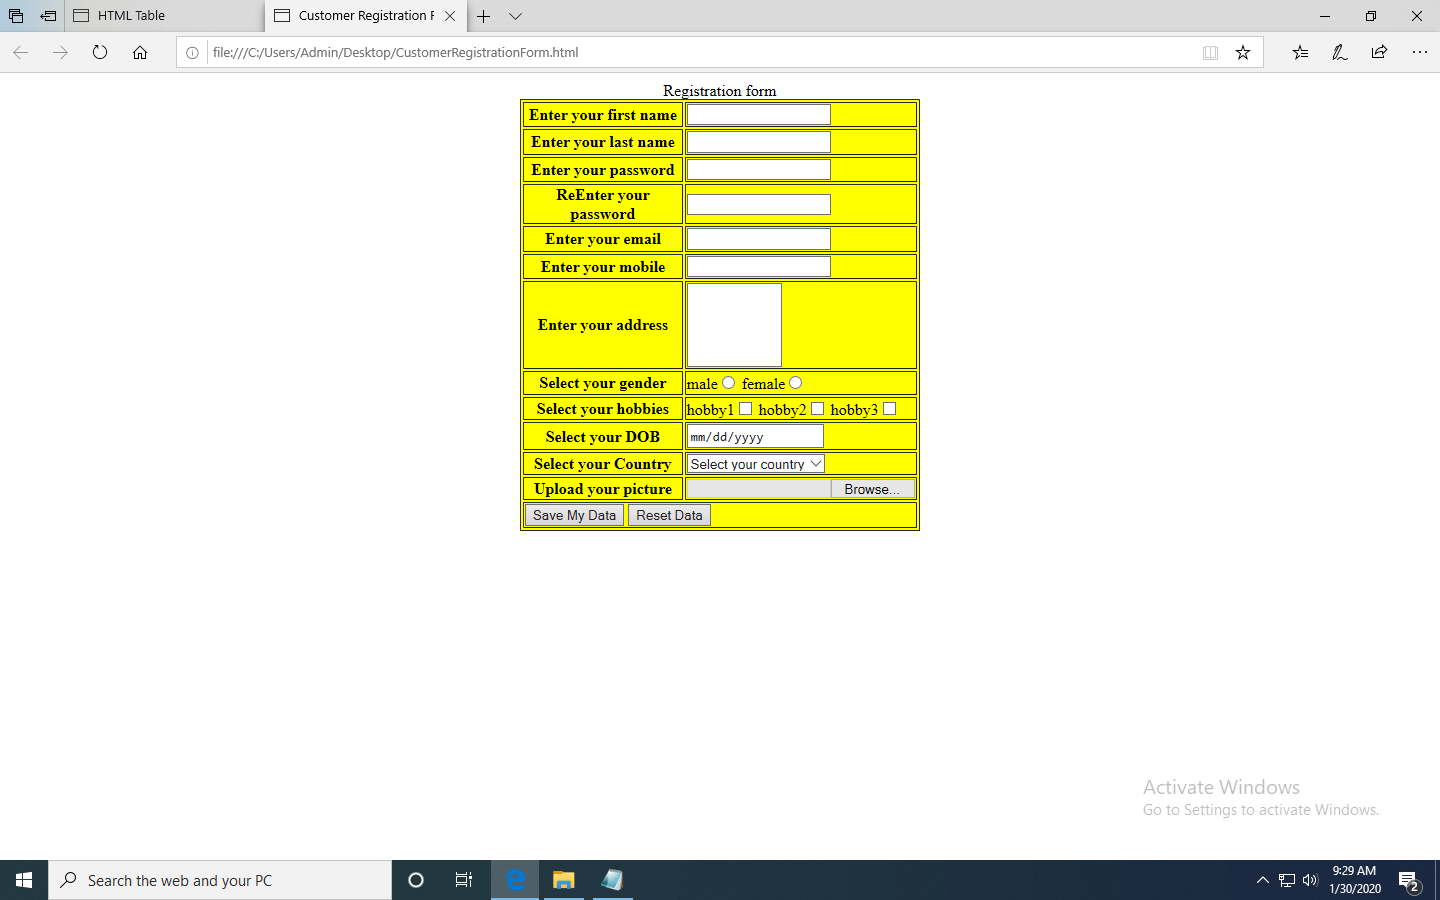 HTML Table
Customer Registration F
file:///C:/Users/Admin/Desktop/CustomerRegistrationForm.html
Registration form
Enter your first name
Enter your last name
Enter your password
ReEnter your
password
Enter your email
Enter your mobile
Enter your address
Select your gender male female
Select your hobbies hobby1 hobby2 hobby3
Select your DOB mm/dd/yyyy
Select your Country Select your country
Upload your picture Browse...
Save My Data Reset Data
Activate Windows
Go to Settings to activate Windows.
Search the web and your PC
9:29 AM
1/30/2020
2